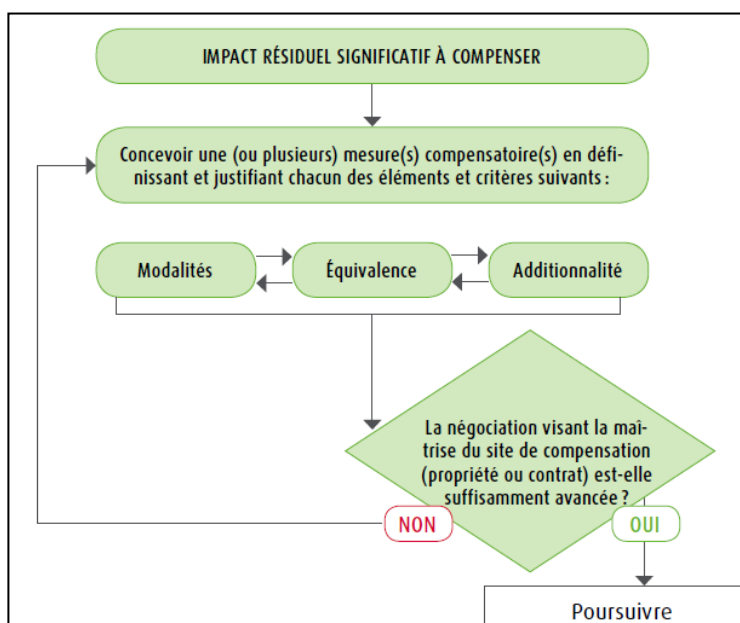 IMPACT RÉSIDUEL SIGNIFICATIF À COMPENSER
Concevoir une (ou plusieurs) mesure(s) compensatoire(s) en défi-
nissant et justifiant chacun des éléments et critères suivants :
Modalités
Équivalence
Additionnalité
La négociation visant la maî-
trise du site de compensation
(propriété ou contrat) est-elle
suffisamment avancée ?
NON
OUI
Poursuivre